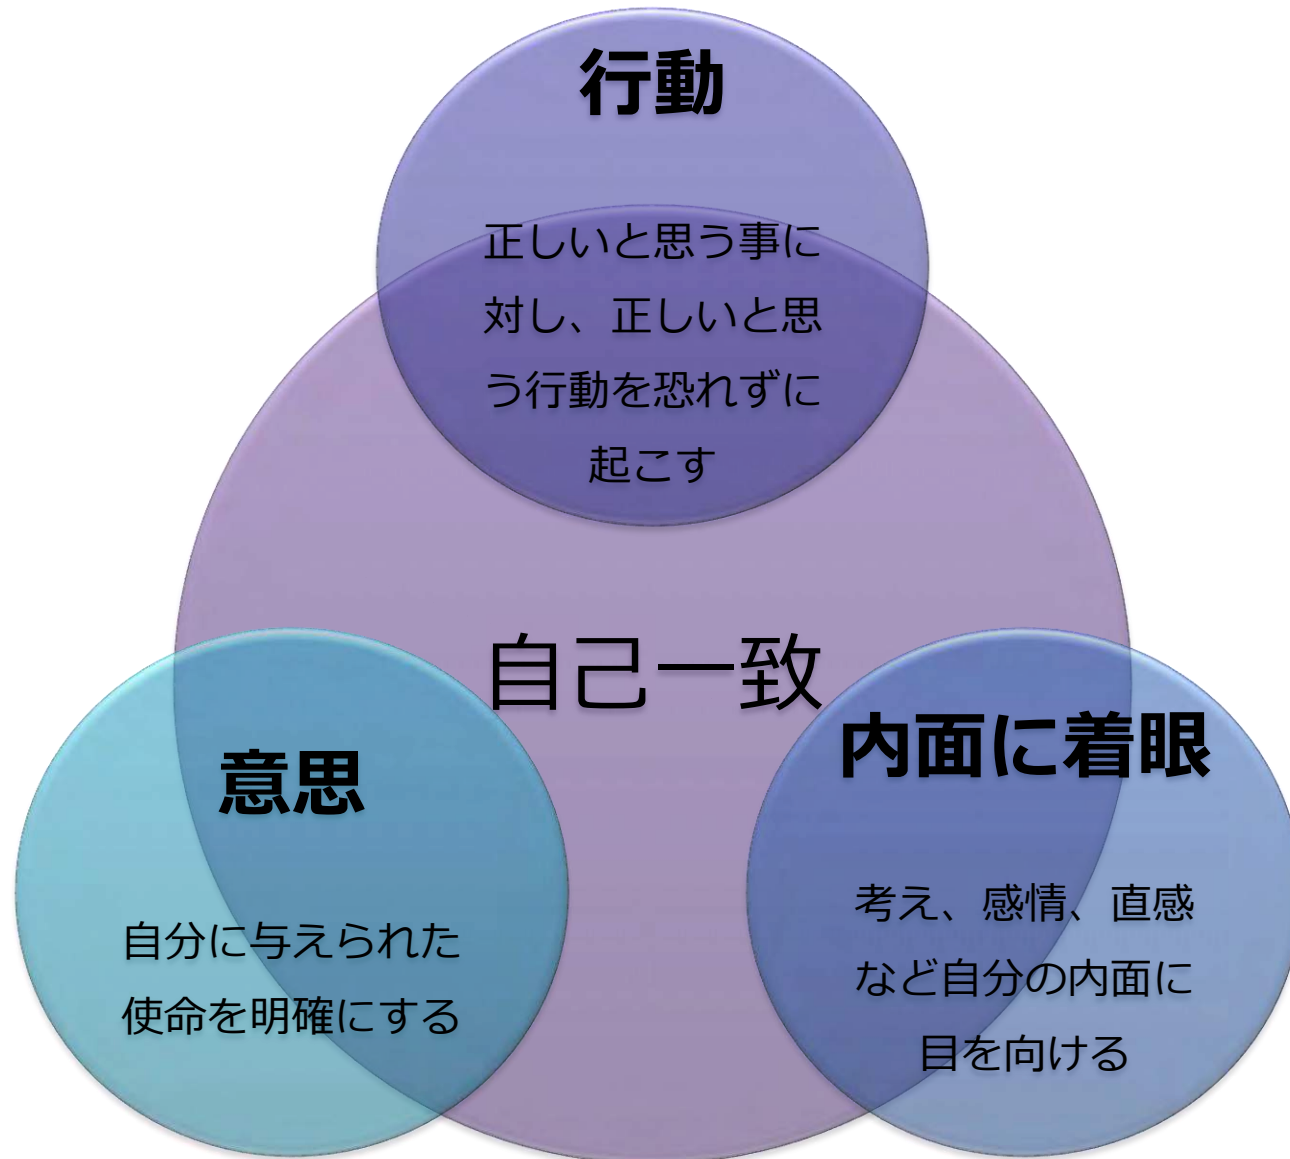 行動
正しいと思う事に
対し、正しいと思
う行動を恐れずに
起こす
自己一致
意思
自分に与えられた
使命を明確にする
内面に着眼
考え、感情、直感
など自分の内面に
目を向ける